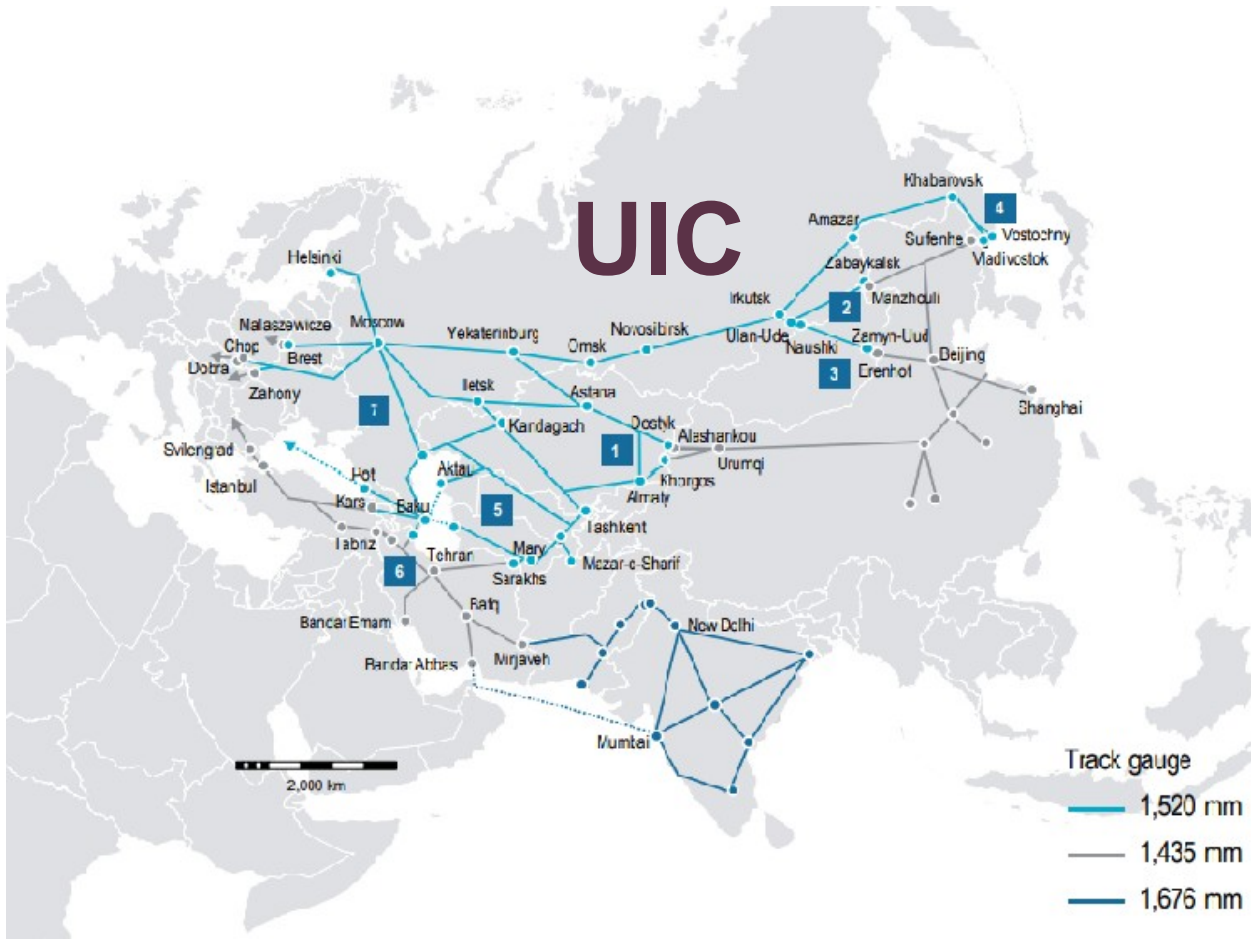 UIC
Khabarovsk
4
Amazar
Suifenhe
Vostochny
Vladivostok
Helsinki
Zabaykalsk
Manzhouli
Irkutsk
2
Nalaszewicze
Moscow
Yekaterinburg
Novosibirsk
Ulan-Ude
Zamyn-Uud
Chop
Brest
Omsk
Naushki
Beijing
Dobra
Erenhot
3
Zahony
Iletsk
Astana
Shanghai
7
Kandagach
Dostyk
Alashankou
Svilengrad
1
Urumqi
Poti
Aktau
Khorgos
Istanbul
Almaty
Kars
Baku
5
Tashkent
Tabriz
Tehran
Mary
Mazar-e-Sharif
6
Sarakhs
Bafq
Bandar Emam
New Delhi
Mirjaveh
Bandar Abbas
Mumbai
2,000 km
Track gauge
1,520 mm
1,435 mm
1,676 mm